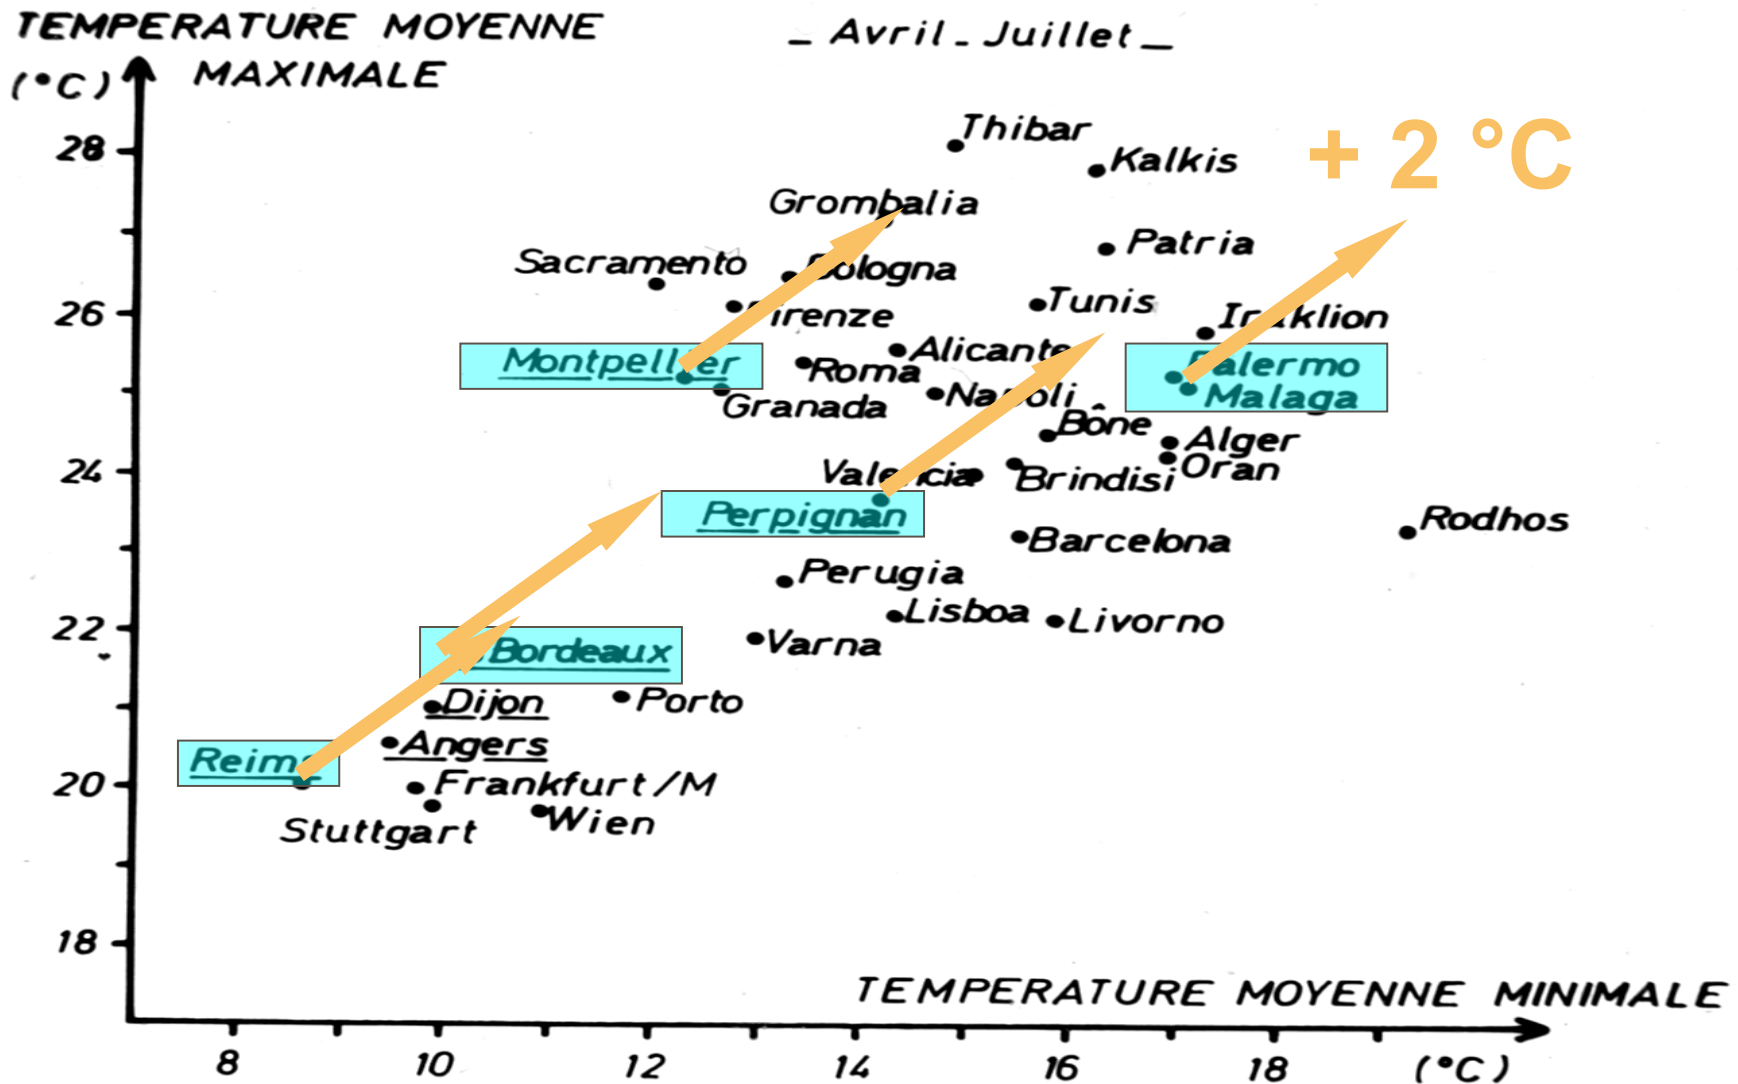 TEMPERATURE MOYENNE
- Avril - Juillet -
(°C) MAXIMALE
Thibar
28
Kalkis
+ 2 °C
Grombalia
Patria
Sacramento
Bologna
Tunis
26
Firenze
Iraklion
Montpellier
Alicante
Palermo
Roma
Malaga
Granada
Napoli
Bône
Alger
24
Valencia
Brindisi
Oran
Perpignan
Rodhos
Barcelona
Perugia
22
Lisboa
Livorno
Varna
Bordeaux
Dijon
Porto
Angers
Reims
20
Frankfurt/M
Stuttgart
Wien
18
TEMPERATURE MOYENNE MINIMALE
8 10 12 14 16 18 (°C)